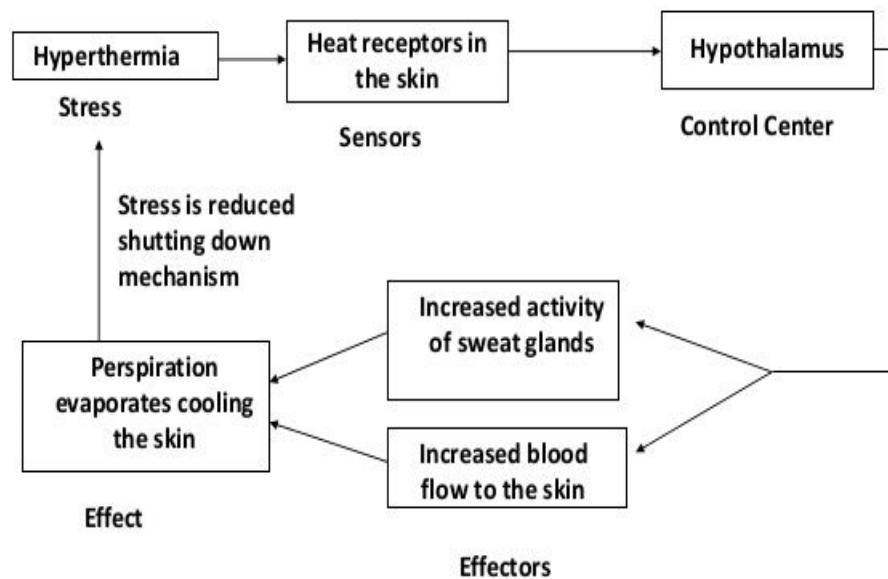 Hyperthermia
Stress
Heat receptors in
the skin
Sensors
Hypothalamus
Control Center
Stress is reduced
shutting down
mechanism
Increased activity
of sweat glands
Perspiration
evaporates cooling
the skin
Effect
Increased blood
flow to the skin
Effectors